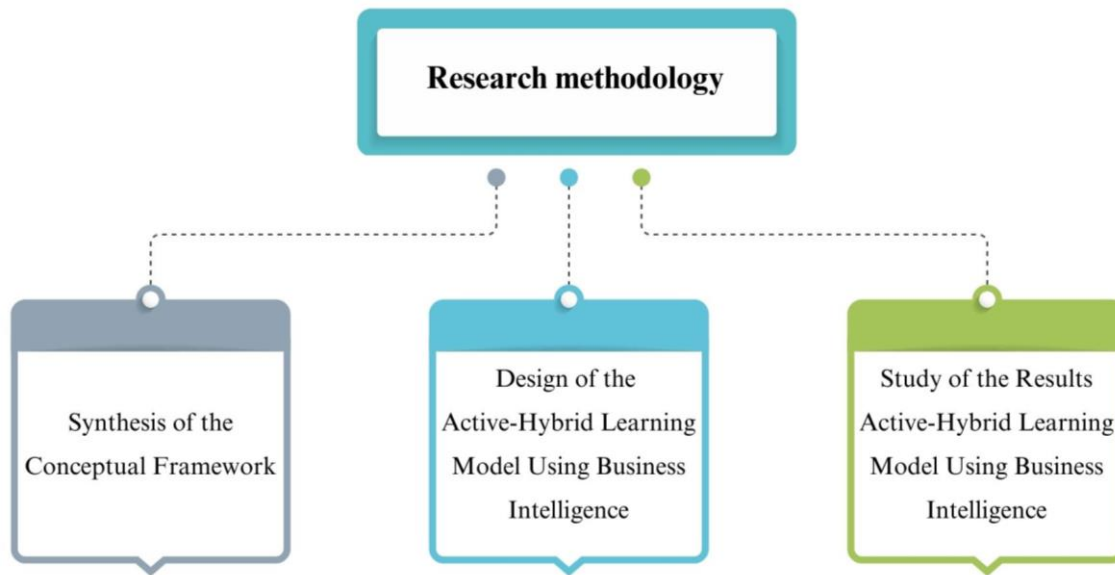 Research methodology
Synthesis of the
Conceptual Framework
Design of the
Active-Hybrid Learning
Model Using Business
Intelligence
Study of the Results
Active-Hybrid Learning
Model Using Business
Intelligence